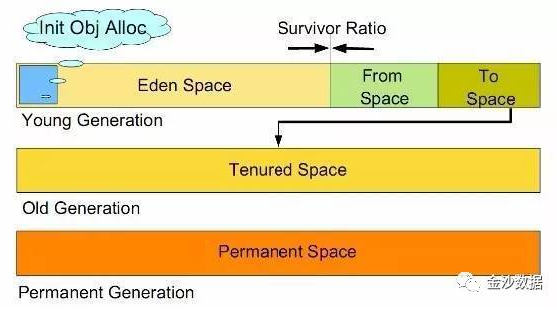 Init Obj Alloc
Survivor Ratio
Eden Space
From
Space
To
Space
Young Generation
Tenured Space
Old Generation
Permanent Space
Permanent Generation
金沙数据